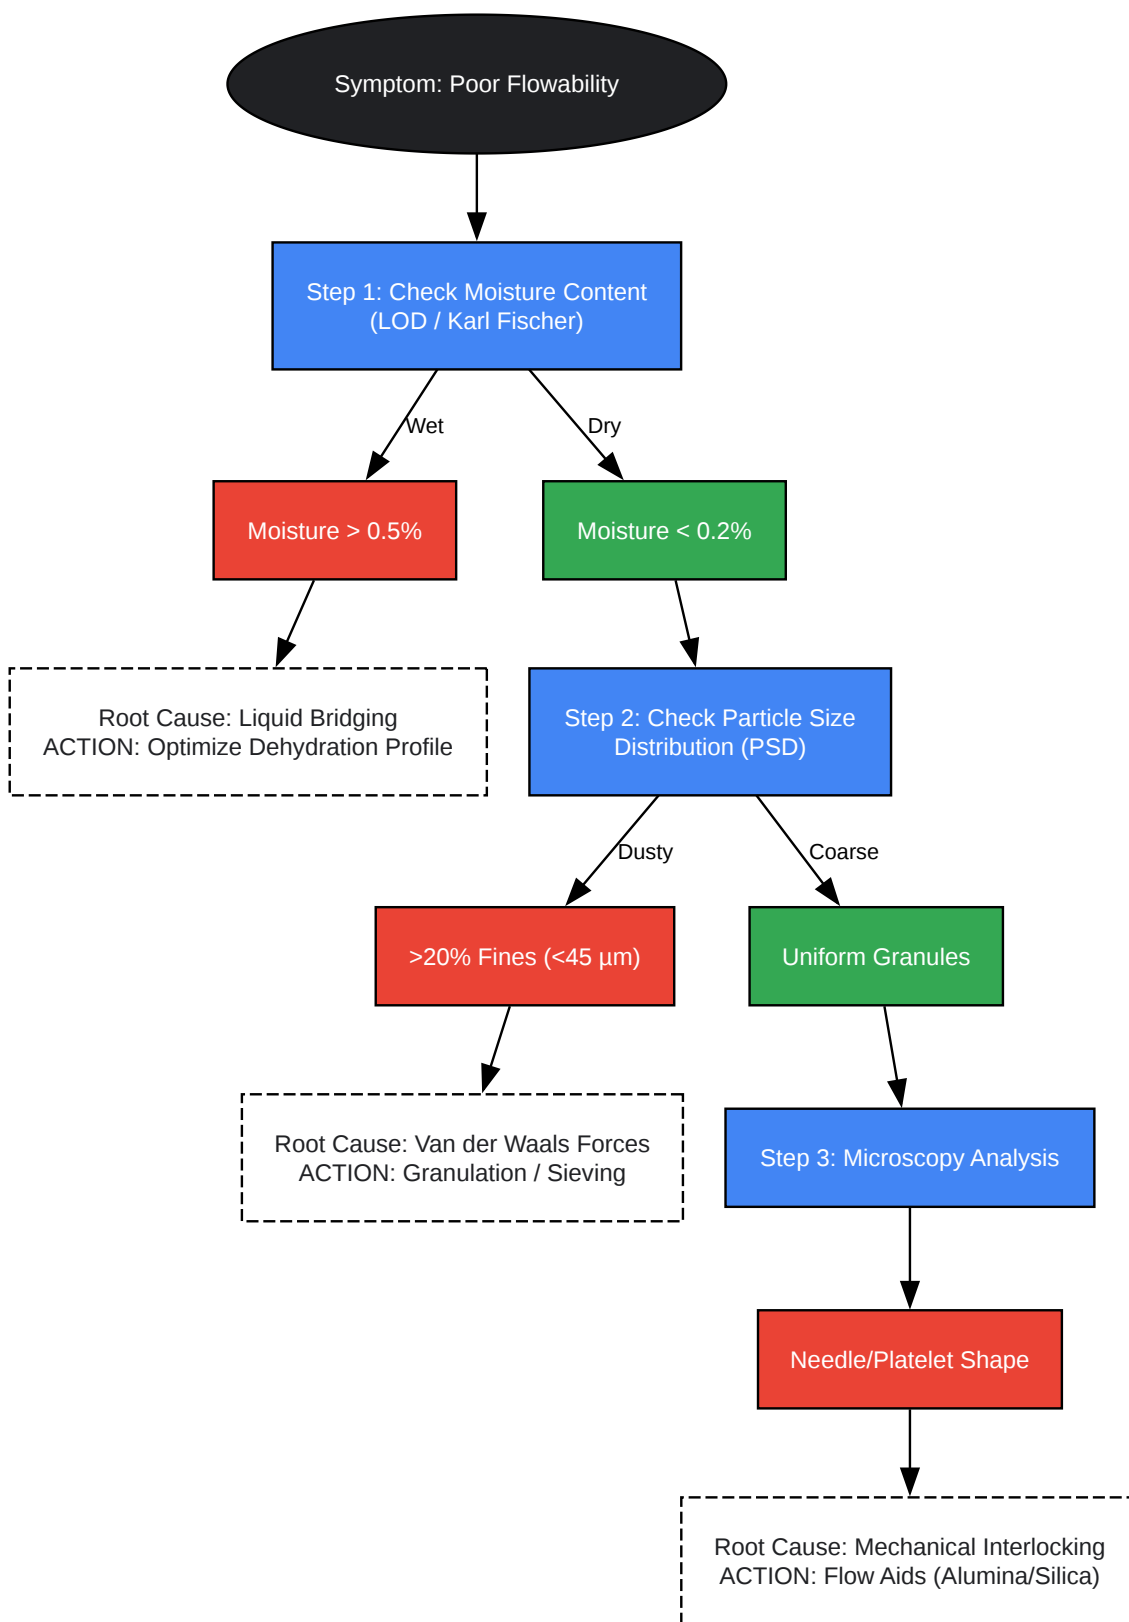 Symptom: Poor Flowability
Step 1: Check Moisture Content
(LOD / Karl Fischer)
Wet
Dry
Moisture > 0.5%
Moisture < 0.2%
Root Cause: Liquid Bridging
ACTION: Optimize Dehydration Profile
Step 2: Check Particle Size
Distribution (PSD)
Dusty
Coarse
>20% Fines (<45 µm)
Uniform Granules
Root Cause: Van der Waals Forces
ACTION: Granulation / Sieving
Step 3: Microscopy Analysis
Needle/Platelet Shape
Root Cause: Mechanical Interlocking
ACTION: Flow Aids (Alumina/Silica)